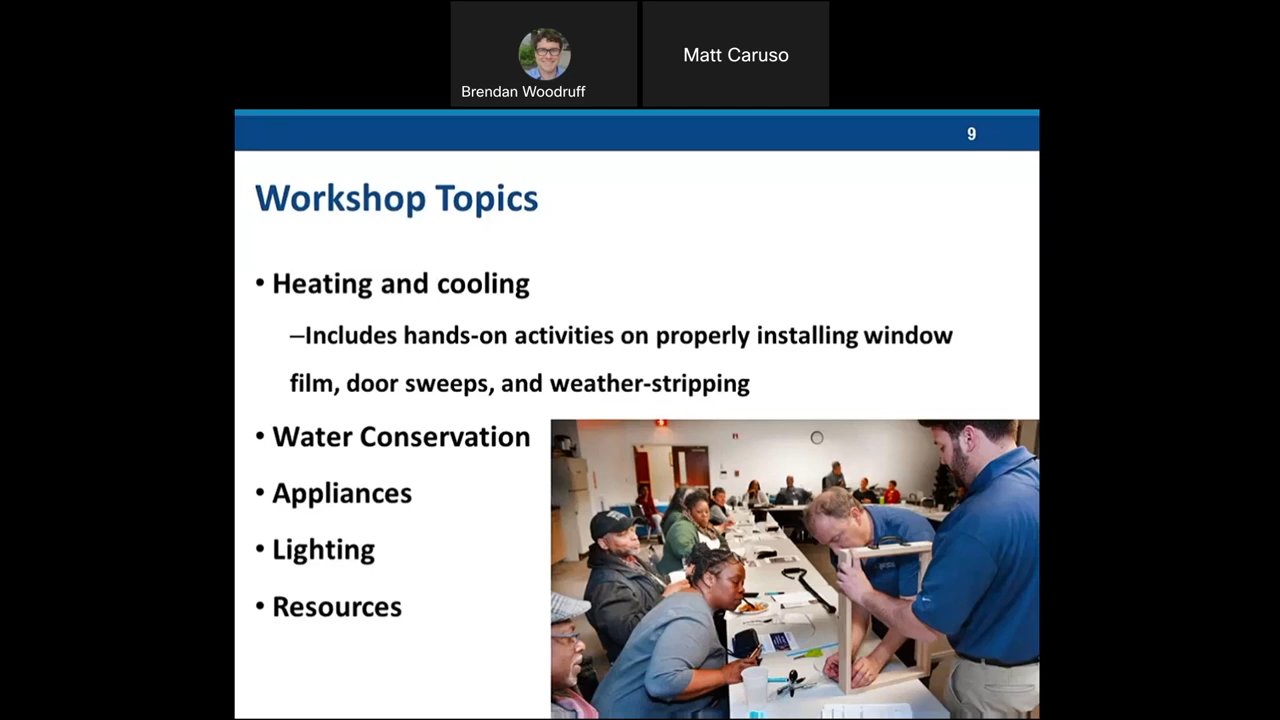 Brendan Woodruff
Matt Caruso
9
Workshop Topics
• Heating and cooling
–Includes hands-on activities on properly installing window
film, door sweeps, and weather-stripping
• Water Conservation
• Appliances
• Lighting
• Resources